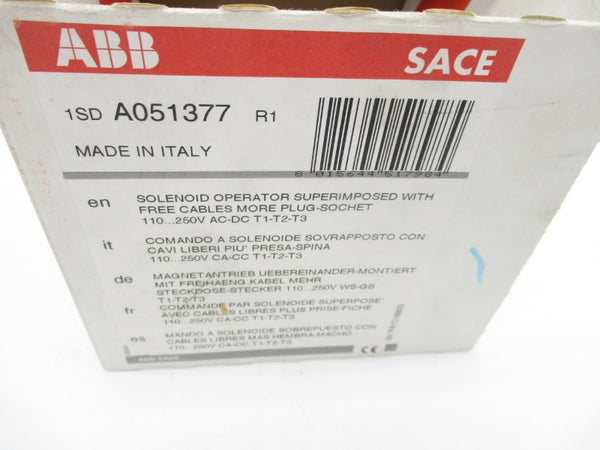 ABB
SACE
1SD A051377 R1
MADE IN ITALY
8 015644 517984
en SOLENOID OPERATOR SUPERIMPOSED WITH
FREE CABLES MORE PLUG-SOCHET
110...250V AC-DC T1-T2-T3
it COMANDO A SOLENOIDE SOVRAPPOSTO CON
CAVI LIBERI PIU' PRESA-SPINA
110...250V CA-CC T1-T2-T3
de MAGNETANTRIEB UEBEREINANDER-MONTIERT
MIT FREIHAENG KABEL MEHR
STECKDOSE-STECKER 110...250V WS-GS
T1-T2/T3
fr COMMANDE PAR SOLENOIDE SUPERPOSE'
AVEC CABLES LIBRES PLUS PRISE-FICHE
110...250V CA-CC T1-T2-T3
es MANDO A SOLENOIDE SOBREPUESTO CON
CABLES LIBRES MAS HEMBRA-MACHO
110...250V CA-CC T1-T2-T3
CE
ABB SACE